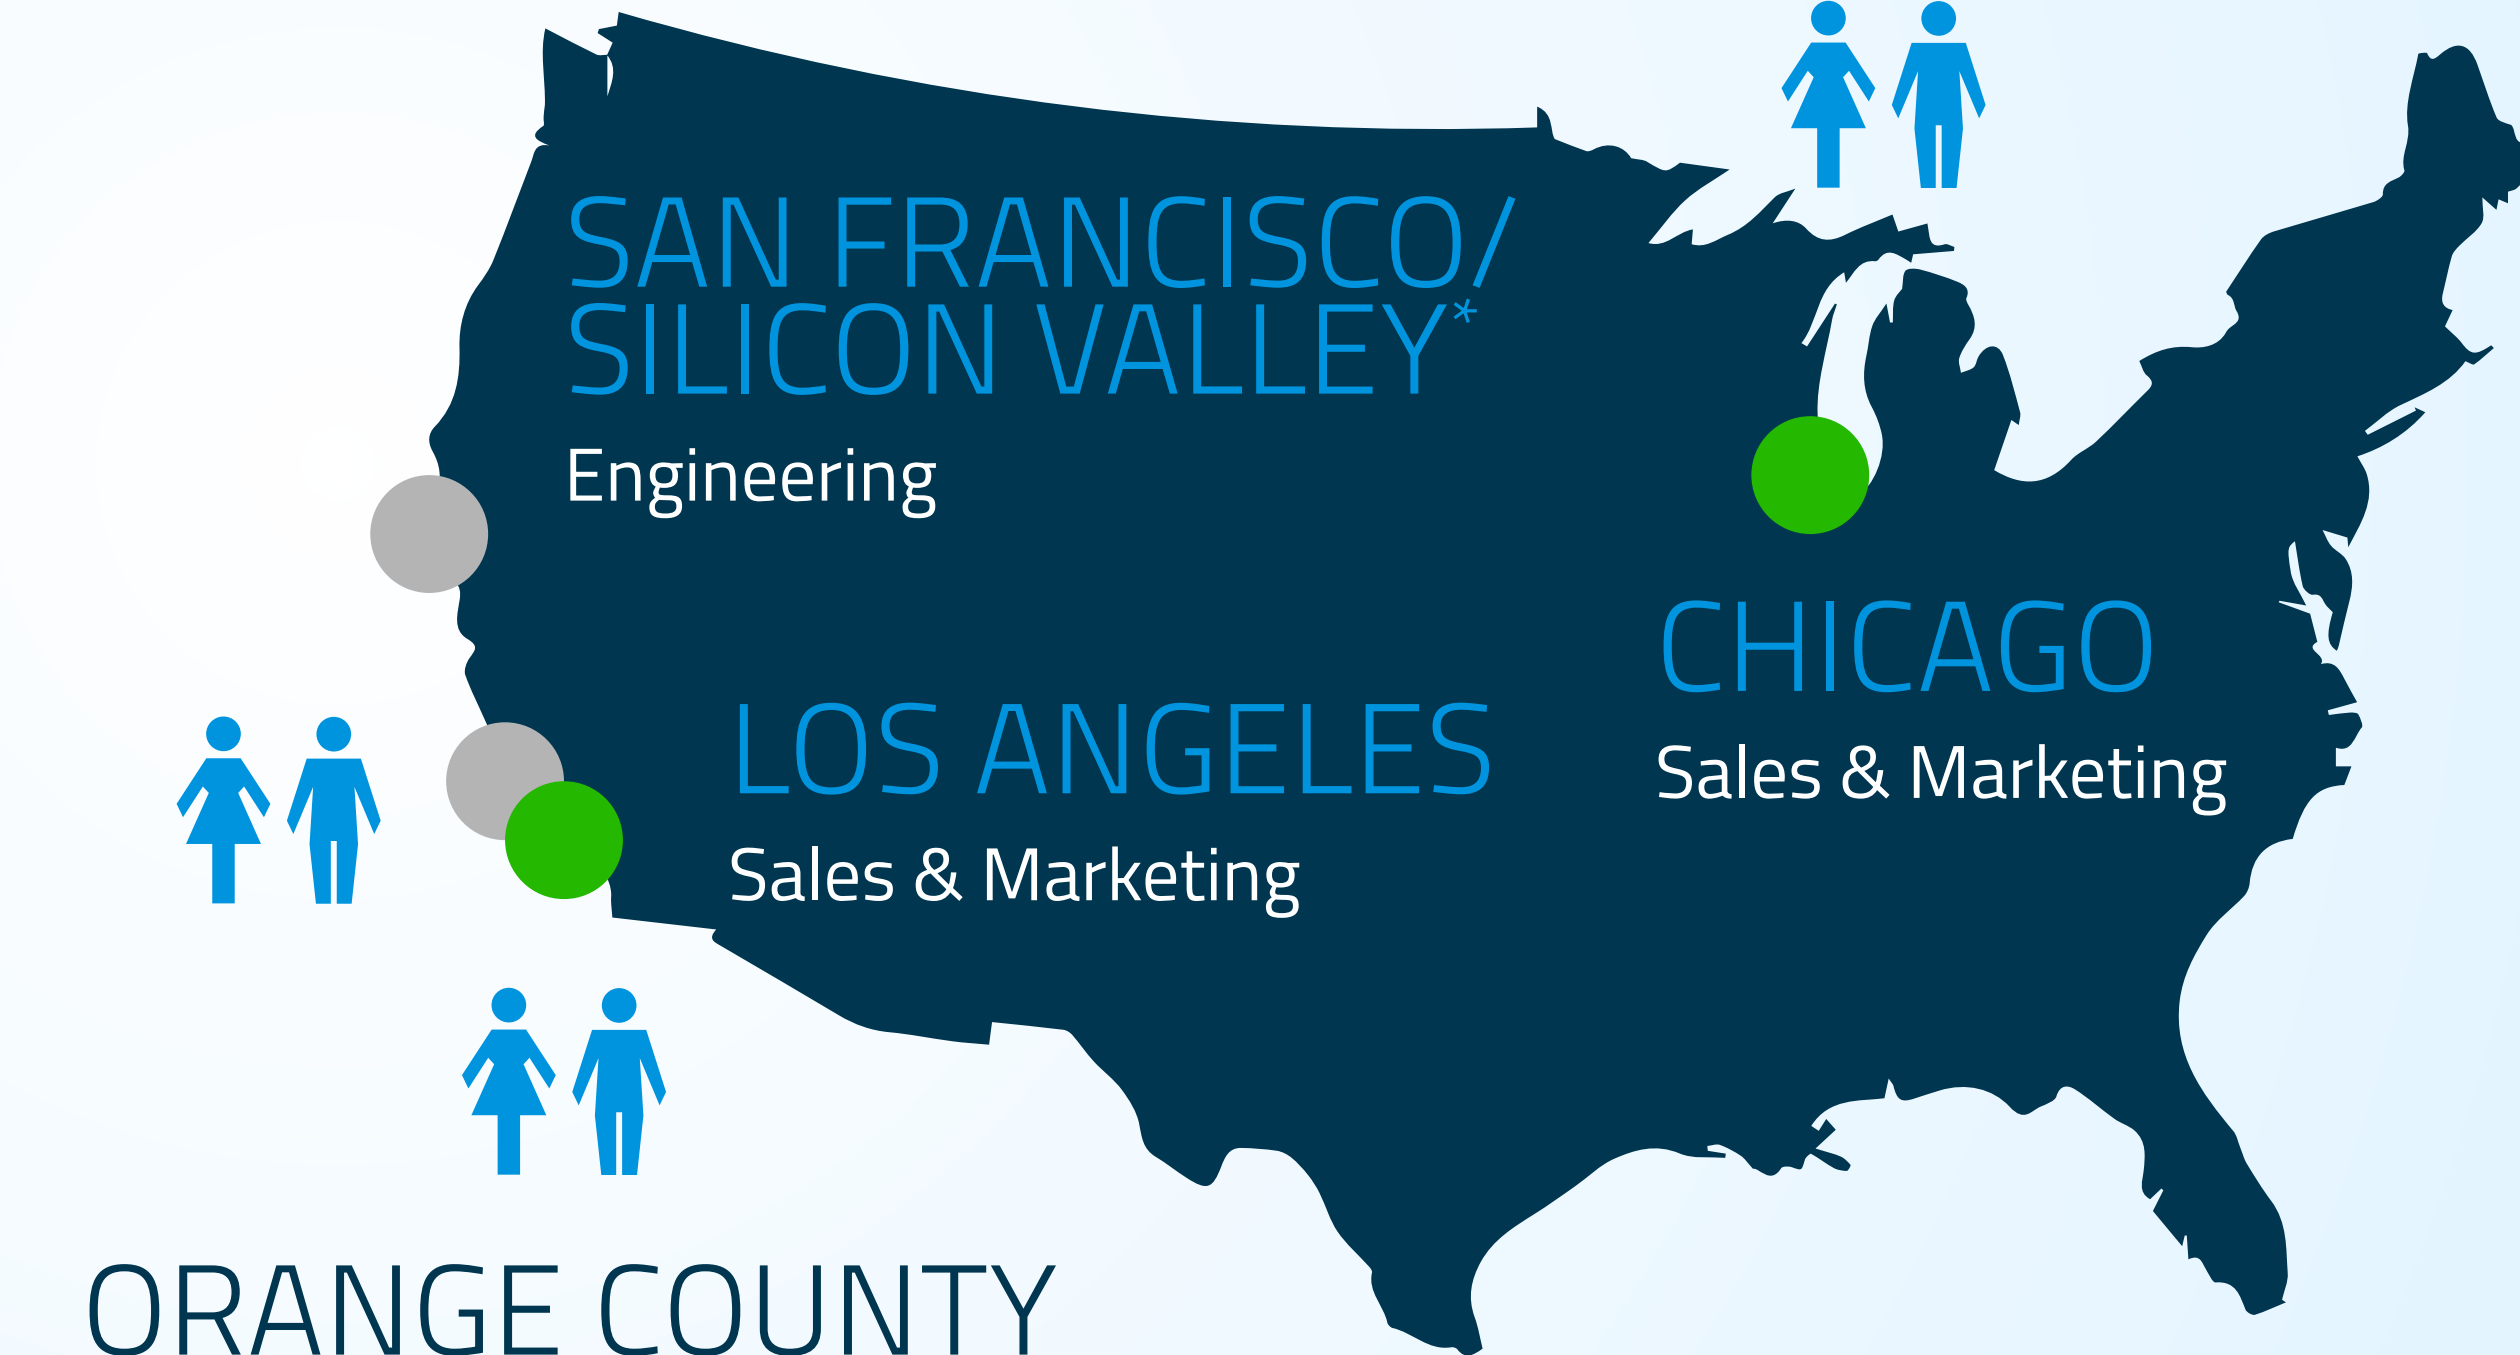 SAN FRANCISCO/
SILICON VALLEY*
Engineering
CHICAGO
Sales & Marketing
LOS ANGELES
Sales & Marketing
ORANGE COUNTY